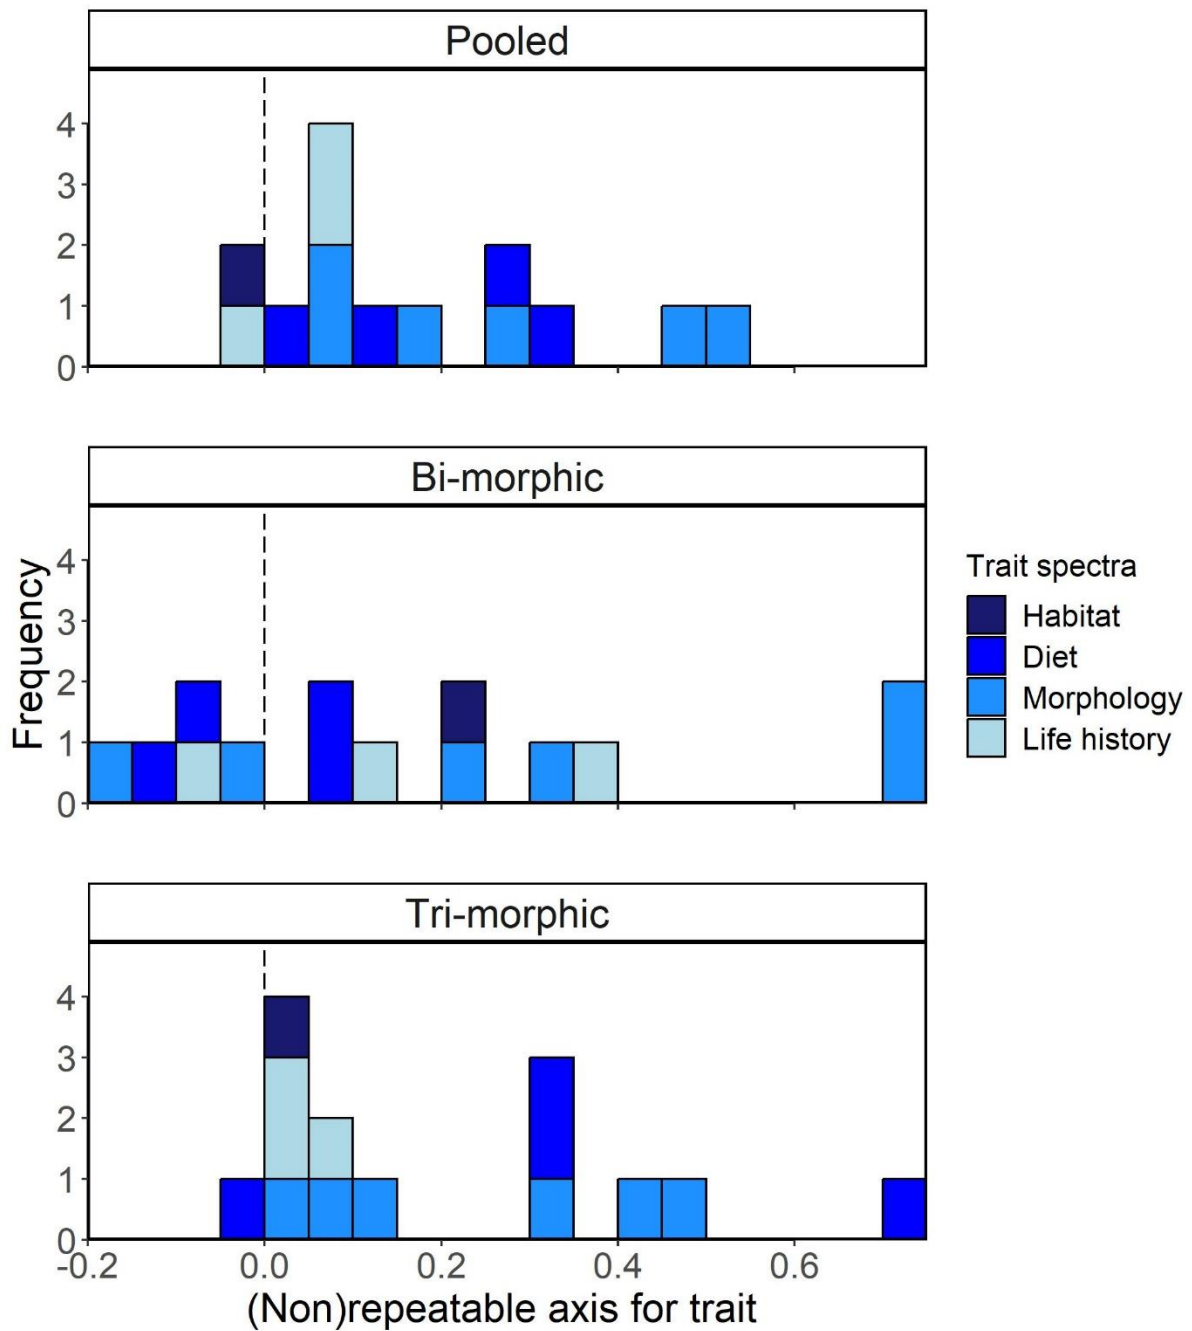 Pooled
4
3
2
1
0
Bi-morphic
4
3
2
1
0
Frequency
Trait spectra
Habitat
Diet
Morphology
Life history
Tri-morphic
4
3
2
1
0
-0.2 0.0 0.2 0.4 0.6
(Non)repeatable axis for trait